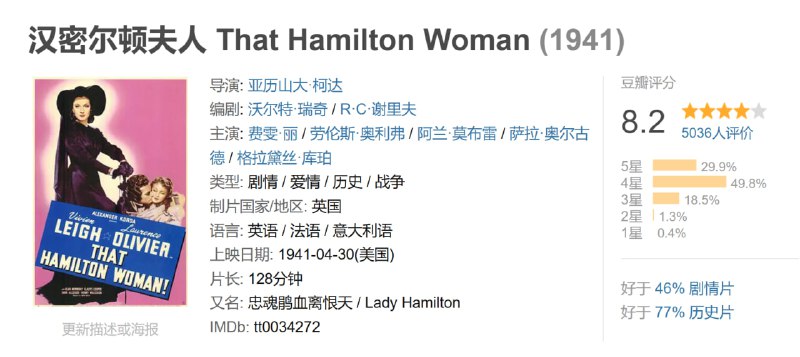 汉密尔顿夫人 That Hamilton Woman (1941)
ALEXANDER KORDA
Vivien Laurence
LEIGH OLIVIER
THAT
HAMILTON WOMAN!
更新描述或海报
导演: 亚历山大·柯达
编剧: 沃尔特·瑞奇 / R·C·谢里夫
主演: 费雯·丽 / 劳伦斯·奥利弗 / 阿兰·莫布雷 / 萨拉·奥尔古
德 / 格拉黛丝·库珀
类型: 剧情 / 爱情 / 历史 / 战争
制片国家/地区: 英国
语言: 英语 / 法语 / 意大利语
上映日期: 1941-04-30(美国)
片长: 128分钟
又名: 忠魂鹃血离恨天 / Lady Hamilton
IMDb: tt0034272
豆瓣评分
8.2
5036人评价
5星 29.9%
4星 49.8%
3星 18.5%
2星 1.3%
1星 0.4%
好于 46% 剧情片
好于 77% 历史片